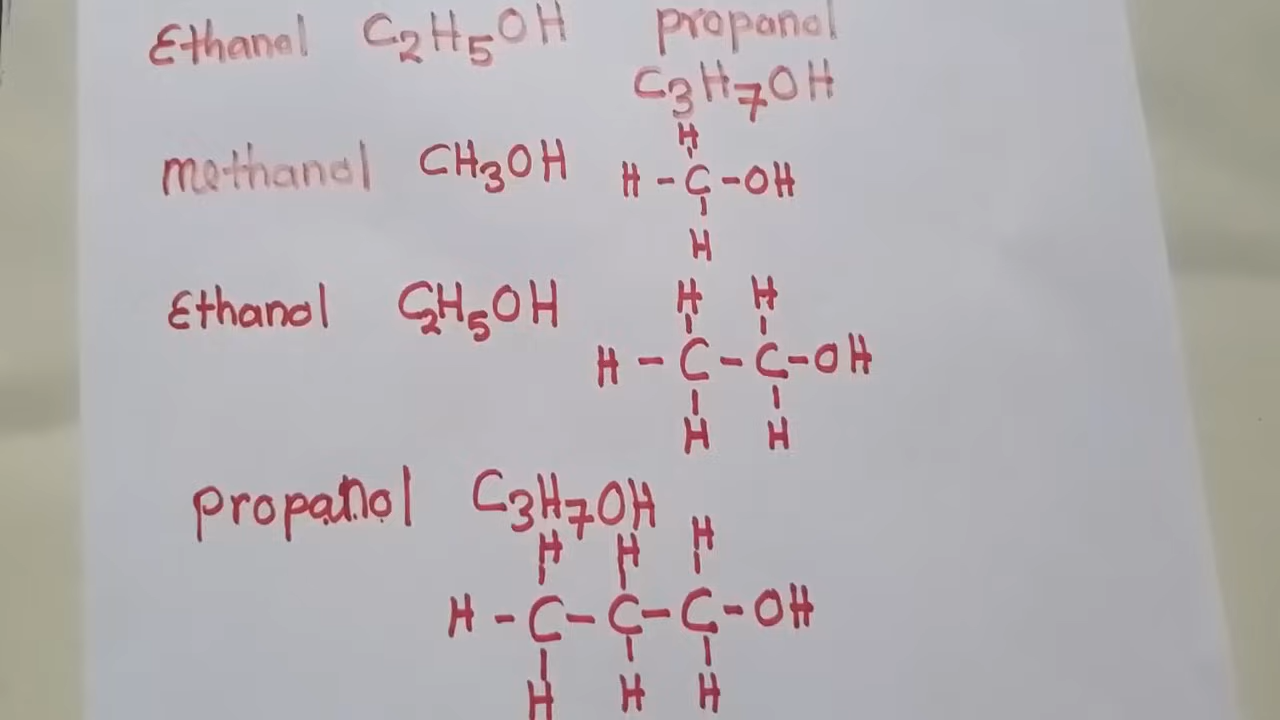 Ethanol C₂H₅OH propanol
C₃H₇OH
H
methanol CH₃OH H - C - OH
H
H H
Ethanol C₂H₅OH
H - C - C - OH
H H
propanol C₃H₇OH
H H H
H - C - C - C - OH
H H H